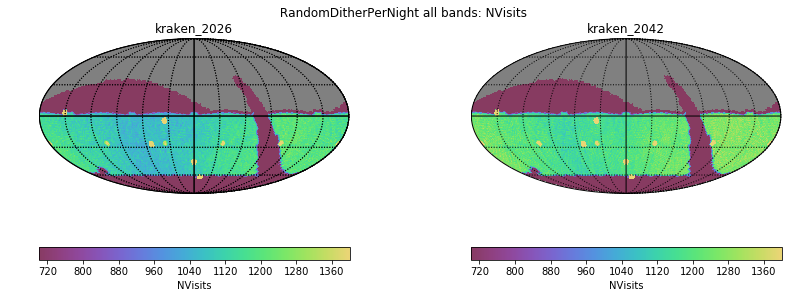 RandomDitherPerNight all bands: NVisits
kraken_2026
kraken_2042
720 800 880 960 1040 1120 1200 1280 1360
NVisits
720 800 880 960 1040 1120 1200 1280 1360
NVisits